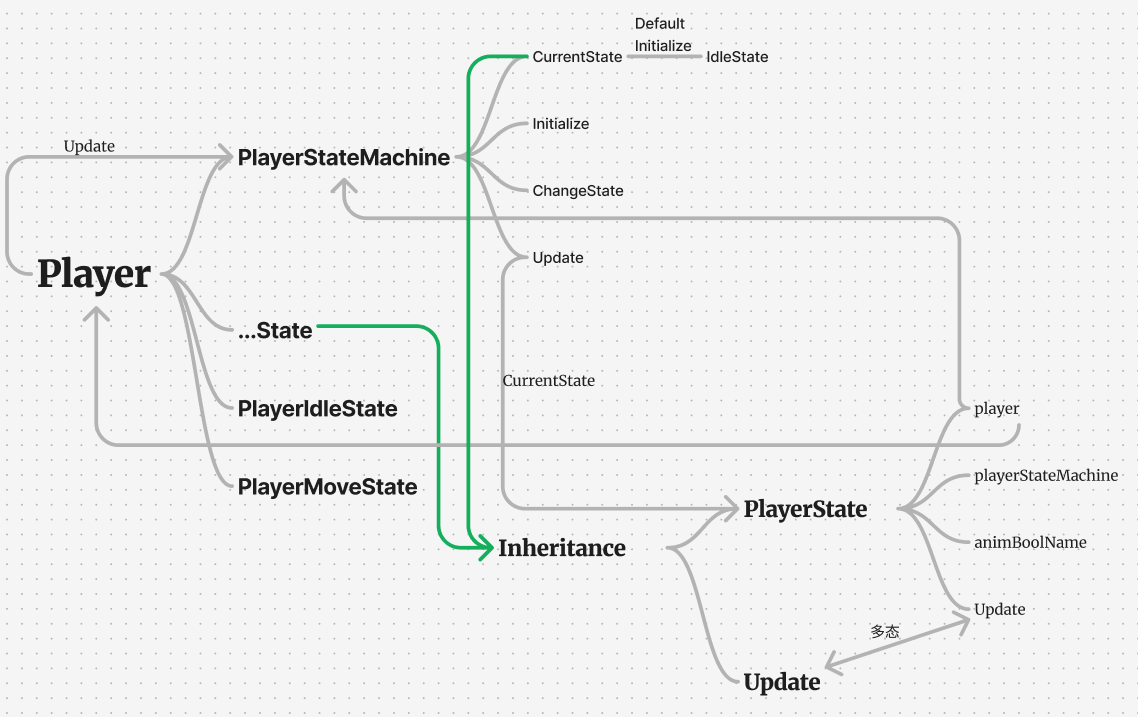 Default
Initialize
CurrentState
IdleState
Initialize
Update
PlayerStateMachine
ChangeState
Update
Player
...State
CurrentState
PlayerIdleState
player
playerStateMachine
PlayerMoveState
PlayerState
Inheritance
animBoolName
Update
多态
Update